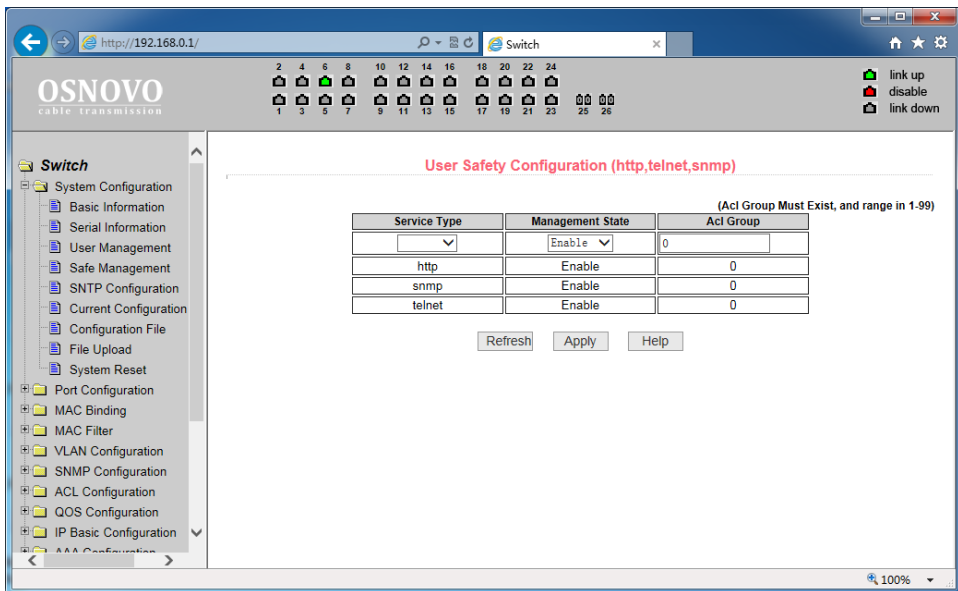 http://192.168.0.1/
Switch
OSNOVO
cable transmission
2 4 6 8 10 12 14 16 18 20 22 24
1 3 5 7 9 11 13 15 17 19 21 23 25 26
link up
disable
link down
Switch
System Configuration
Basic Information
Serial Information
User Management
Safe Management
SNTP Configuration
Current Configuration
Configuration File
File Upload
System Reset
Port Configuration
MAC Binding
MAC Filter
VLAN Configuration
SNMP Configuration
ACL Configuration
QOS Configuration
IP Basic Configuration
AAA Configuration
User Safety Configuration (http,telnet,snmp)
(Acl Group Must Exist, and range in 1-99)
Service Type Management State Acl Group
Enable 0
http Enable 0
snmp Enable 0
telnet Enable 0
Refresh Apply Help
100%